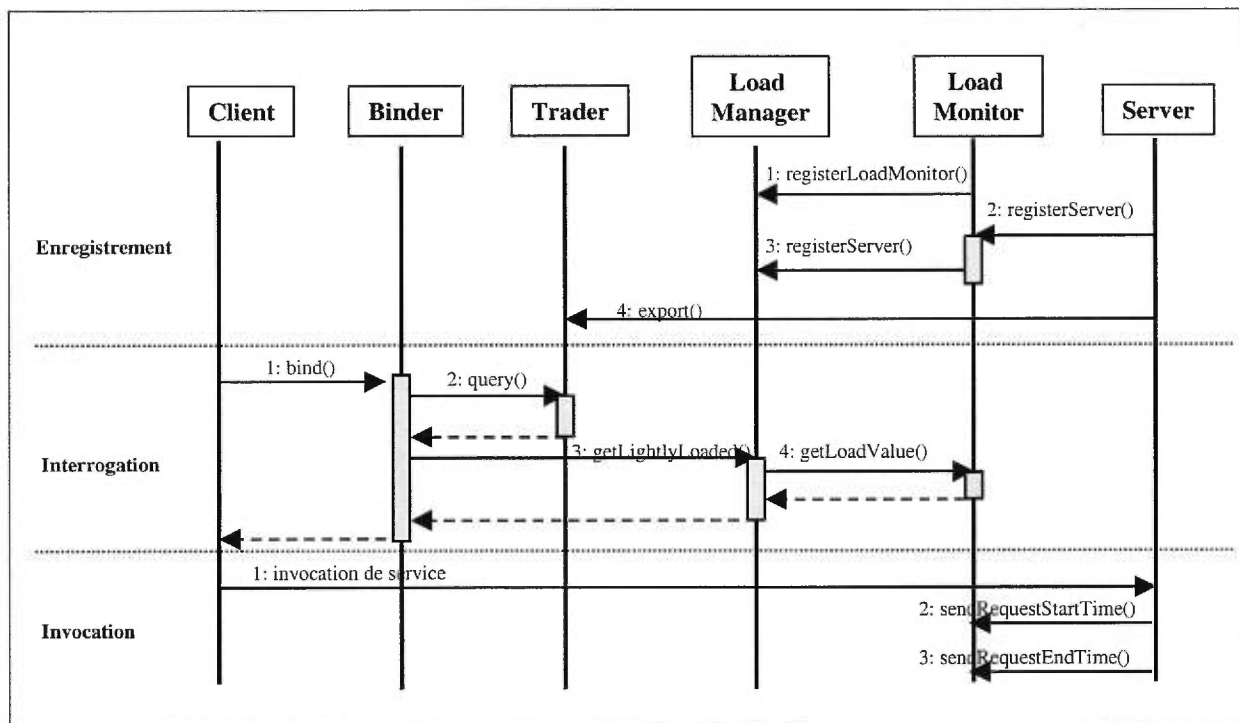 Client
Binder
Trader
Load
Manager
Load
Monitor
Server
1: registerLoadMonitor()
2: registerServer()
Enregistrement
3: registerServer()
4: export()
1: bind()
2: query()
3: getLightlyLoaded()
4: getLoadValue()
Interrogation
1: invocation de service
2: sendRequestStartTime()
Invocation
3: sendRequestEndTime()